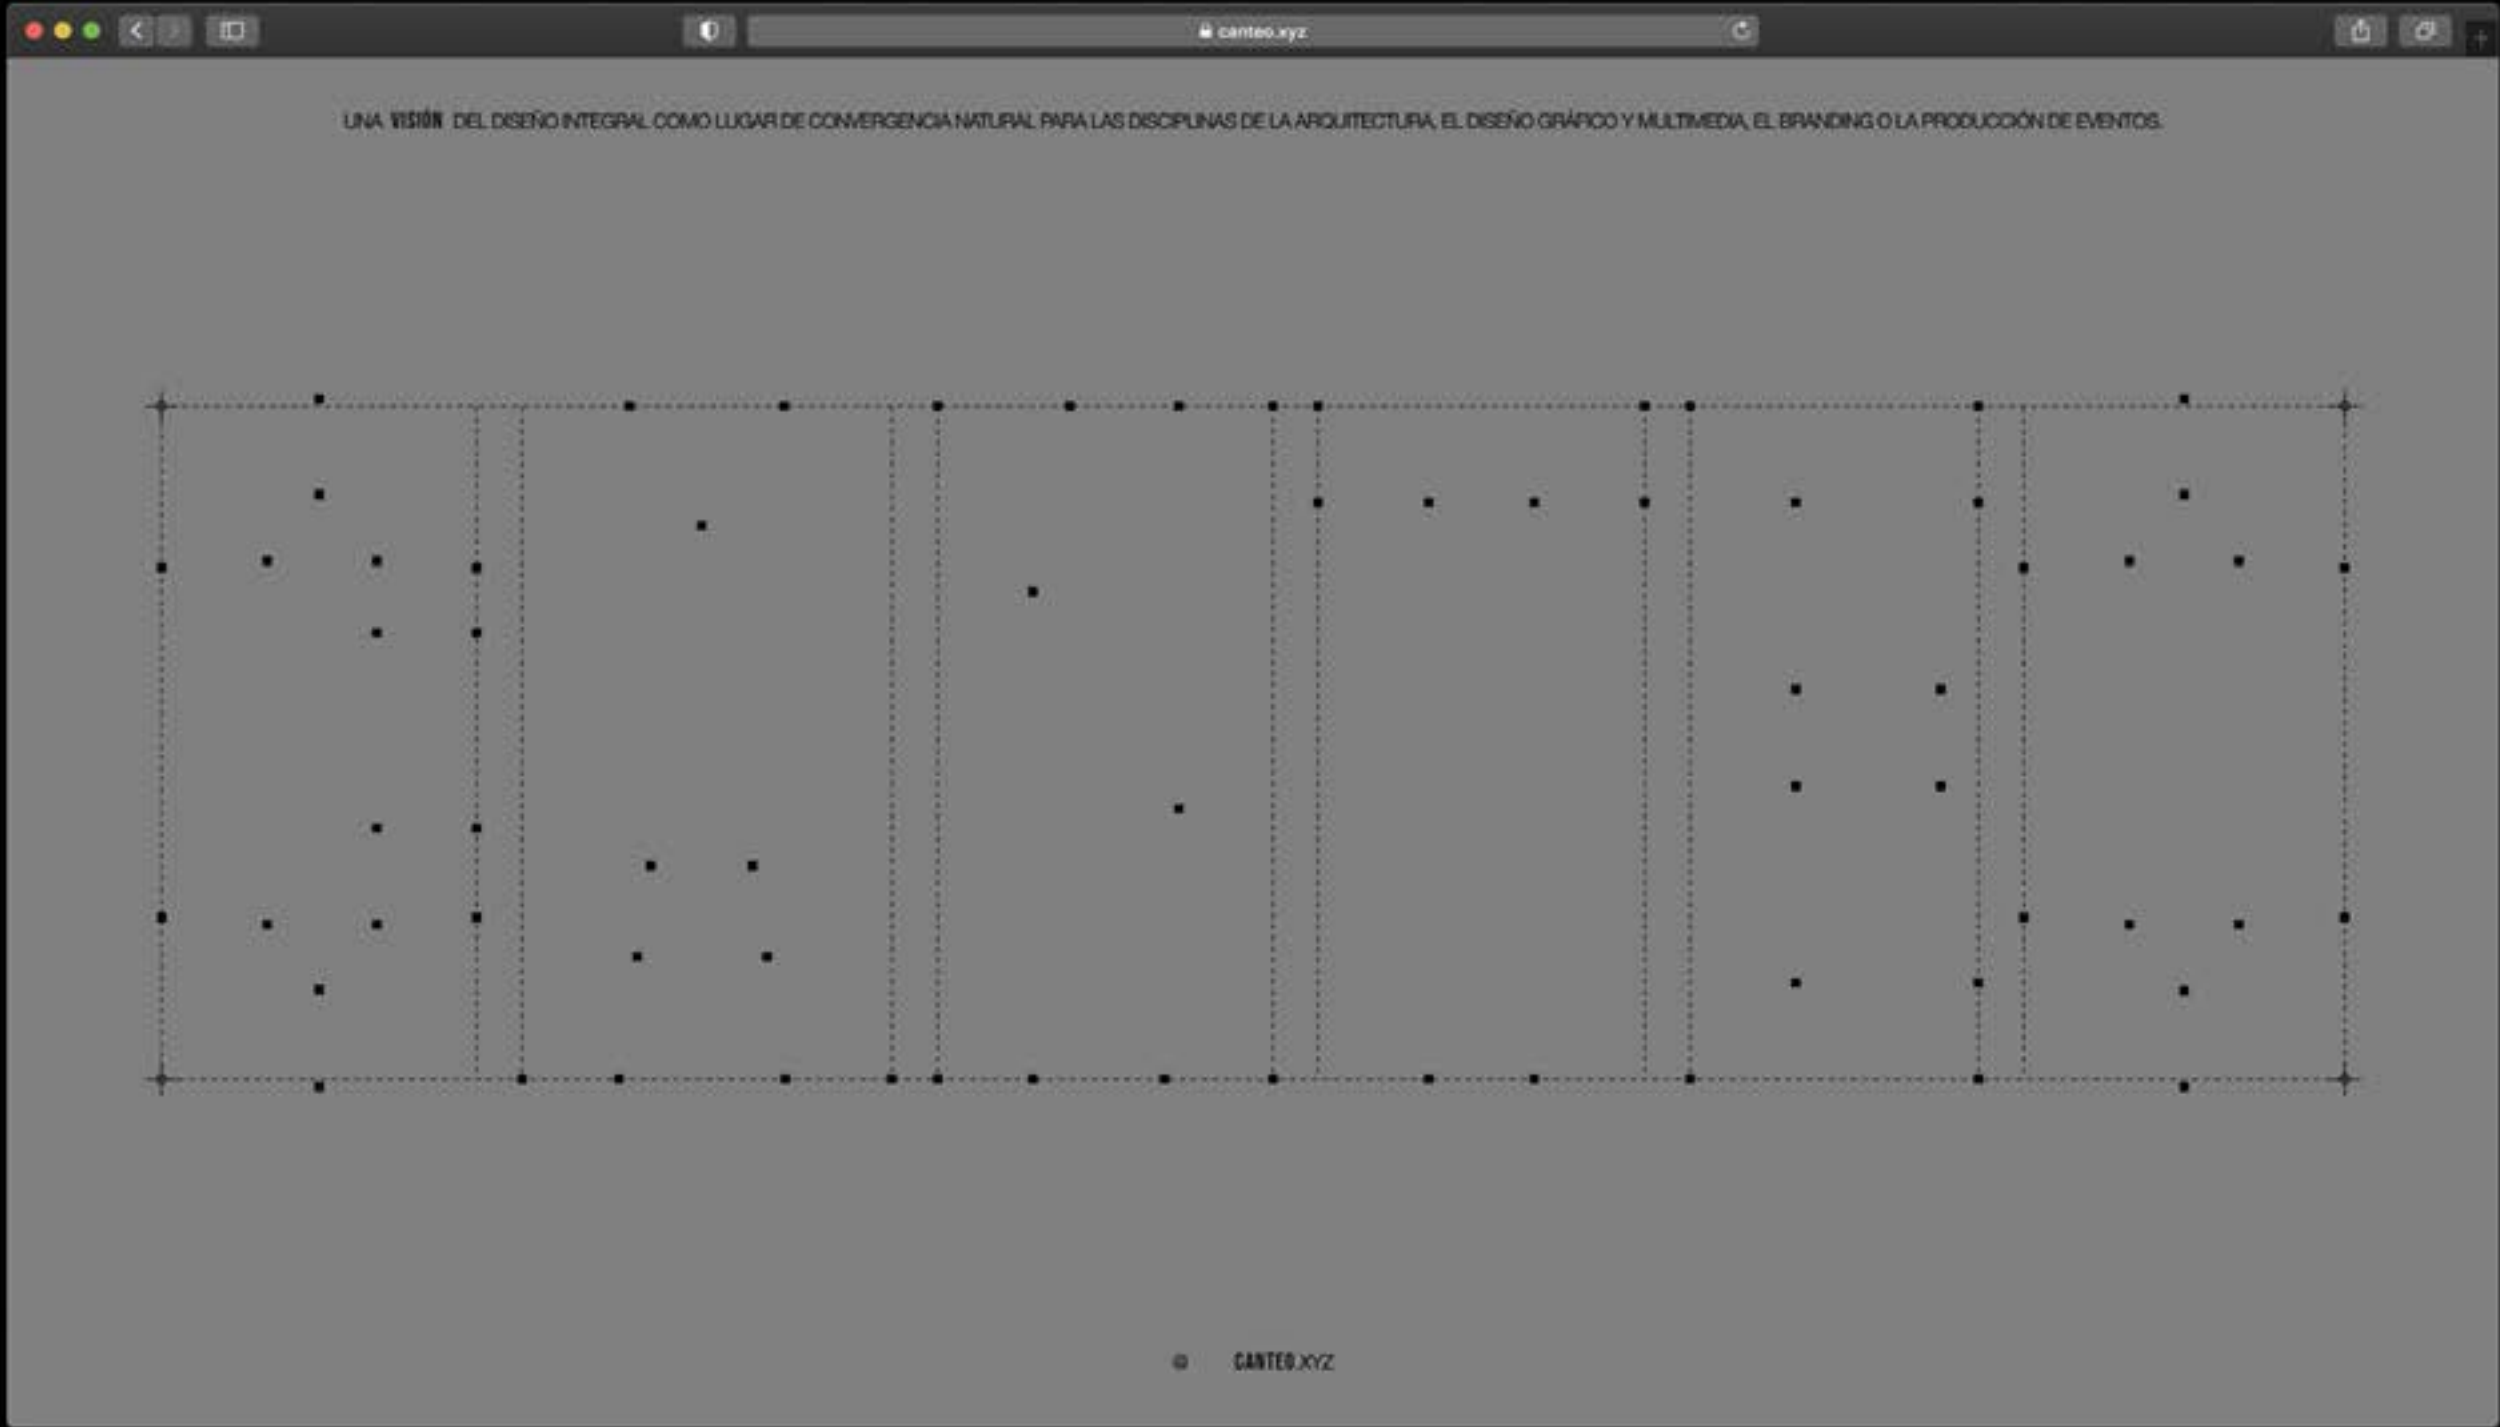 canteo.xyz
UNA VISIÓN DEL DISEÑO INTEGRAL COMO LUGAR DE CONVERGENCIA NATURAL PARA LAS DISCIPLINAS DE LA ARQUITECTURA, EL DISEÑO GRÁFICO Y MULTIMEDIA, EL BRANDING O LA PRODUCCIÓN DE EVENTOS.
CANTEO.XYZ